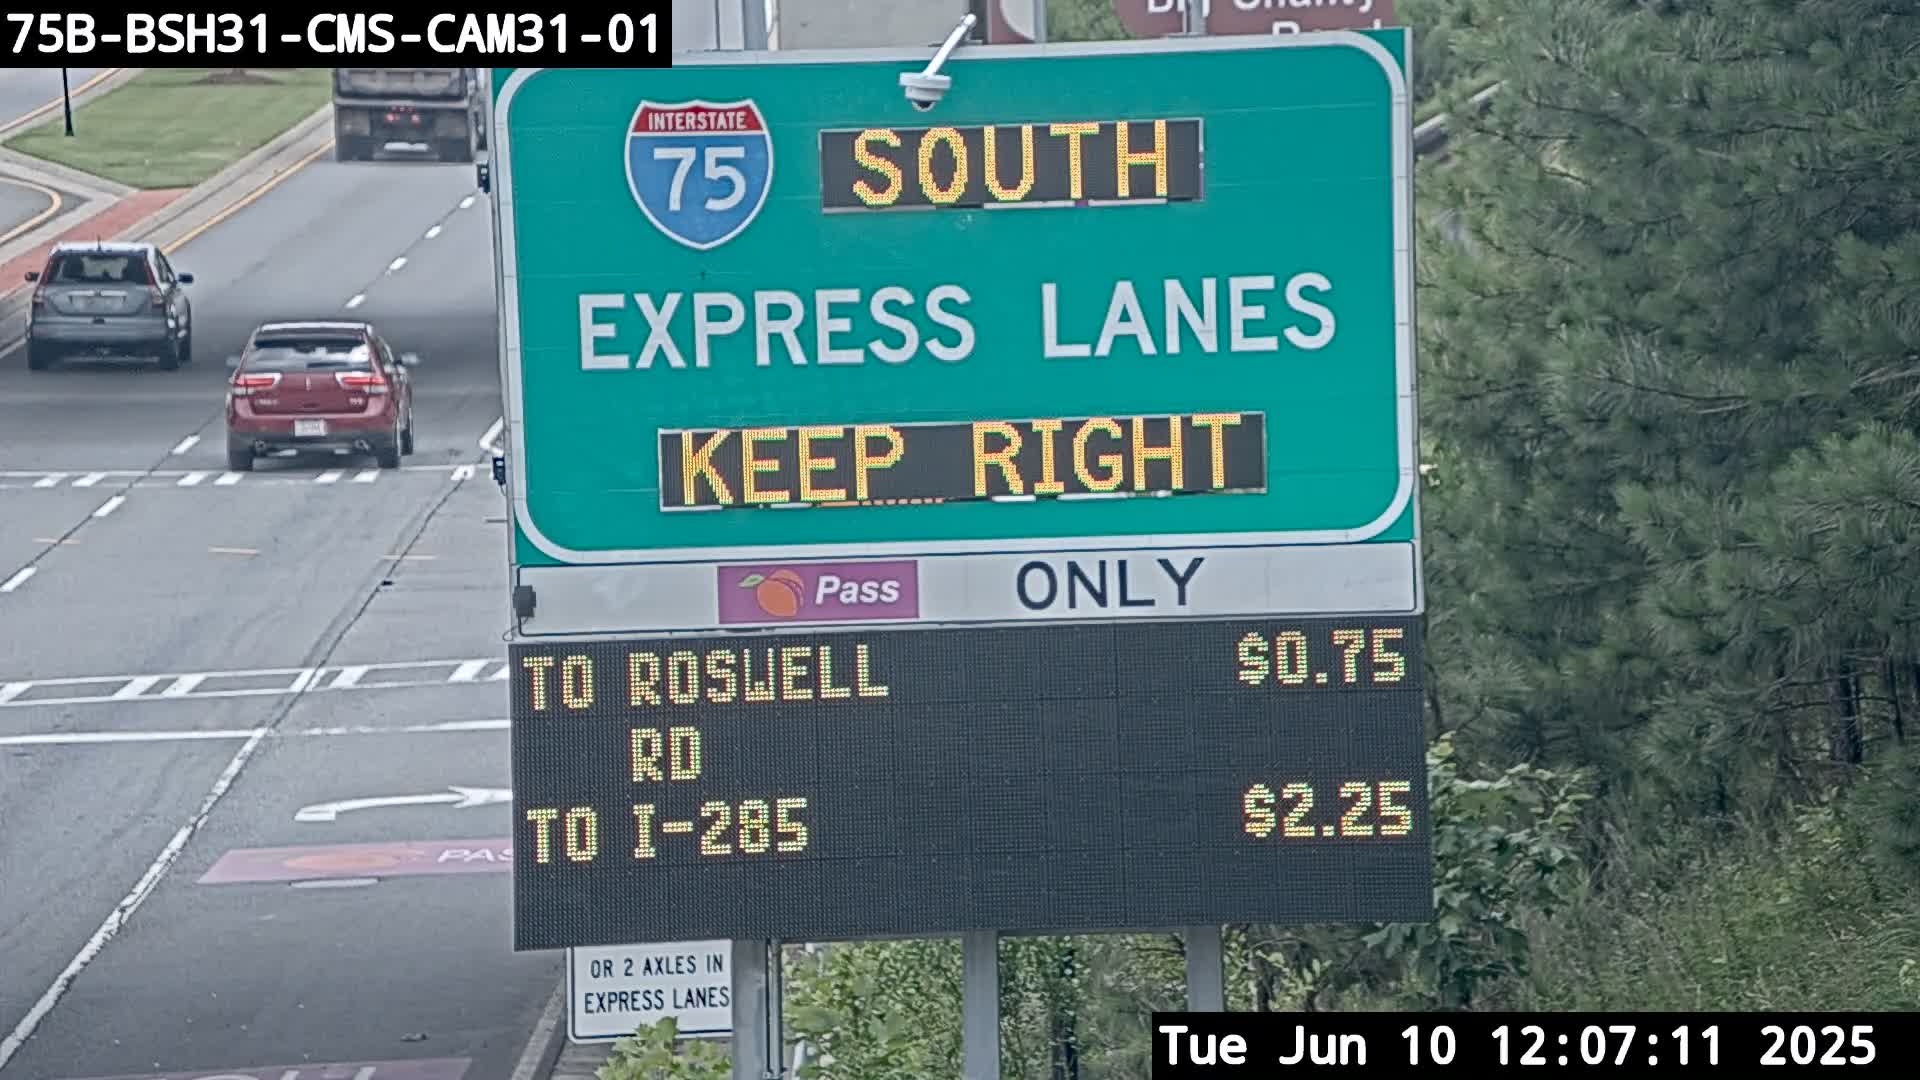 75B-BSH31-CMS-CAM31-01
INTERSTATE
75
SOUTH
EXPRESS LANES
KEEP RIGHT
Pass ONLY
TO ROSWELL $0.75
RD
TO I-285 $2.25
OR 2 AXLES IN
EXPRESS LANES
Tue Jun 10 12:07:11 2025